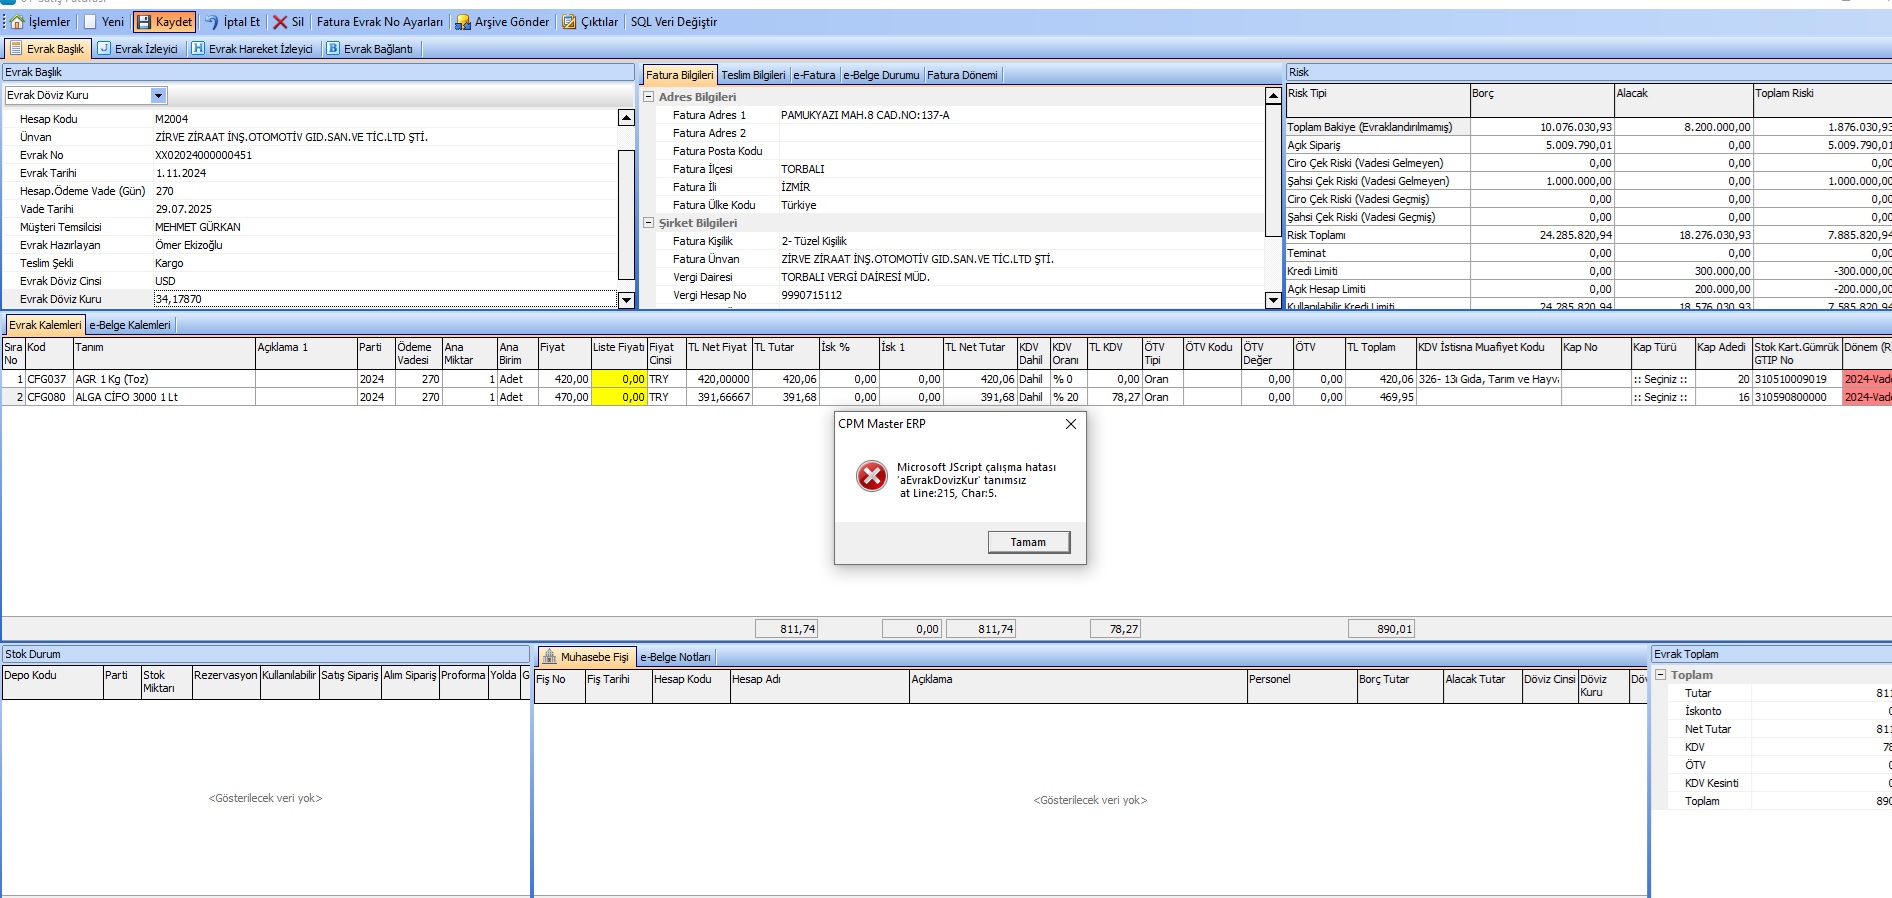 İşlemler Yeni Kaydet İptal Et Sil Fatura Evrak No Ayarları Arşive Gönder Çıktılar SQL Veri Değiştir
Evrak Başlık Evrak İzleyici Evrak Hareket İzleyici Evrak Bağlantı
Evrak Başlık
Evrak Döviz Kuru
Hesap Kodu M2004
Ünvan ZİRVE ZİRAAT İNŞ.OTOMOTİV GID.SAN.VE TİC.LTD ŞTİ.
Evrak No XX02024000000451
Evrak Tarihi 1.11.2024
Hesap.Ödeme Vade (Gün) 270
Vade Tarihi 29.07.2025
Müşteri Temsilcisi MEHMET GÜRKAN
Evrak Hazırlayan Ömer Ekizoğlu
Teslim Şekli Kargo
Evrak Döviz Cinsi USD
Evrak Döviz Kuru 34,17870
Fatura Bilgileri Teslim Bilgileri e-Fatura e-Belge Durumu Fatura Dönemi
Adres Bilgileri
Fatura Adres 1 PAMUKYAZI MAH.8 CAD.NO:137-A
Fatura Adres 2
Fatura Posta Kodu
Fatura İlçesi TORBALI
Fatura İli İZMİR
Fatura Ülke Kodu Türkiye
Şirket Bilgileri
Fatura Kişilik 2- Tüzel Kişilik
Fatura Ünvan ZİRVE ZİRAAT İNŞ.OTOMOTİV GID.SAN.VE TİC.LTD ŞTİ.
Vergi Dairesi TORBALI VERGİ DAİRESİ MÜD.
Vergi Hesap No 9990715112
Risk
Risk Tipi Borç Alacak Toplam Riski
Toplam Bakiye (Evraklandırılmamış) 10.076.030,93 8.200.000,00 1.876.030,93
Açık Sipariş 5.009.790,01 0,00 5.009.790,01
Ciro Çek Riski (Vadesi Gelmeyen) 0,00 0,00 0,00
Şahsi Çek Riski (Vadesi Gelmeyen) 1.000.000,00 0,00 1.000.000,00
Ciro Çek Riski (Vadesi Geçmiş) 0,00 0,00 0,00
Şahsi Çek Riski (Vadesi Geçmiş) 0,00 0,00 0,00
Risk Toplamı 24.285.820,94 18.276.030,93 7.885.820,94
Teminat 0,00 0,00 0,00
Kredi Limiti 0,00 300.000,00 -300.000,00
Açık Hesap Limiti 0,00 200.000,00 -200.000,00
Kullanılabilir Kredi Limiti 24.285.820,94 18.576.030,93 7.585.820,94
Evrak Kalemleri e-Belge Kalemleri
Sıra No Kod Tanım Açıklama 1 Parti Ödeme Vadesi Ana Miktar Ana Birim Fiyat Liste Fiyatı Fiyat Cinsi TL Net Fiyat TL Tutar İsk % İsk 1 TL Net Tutar KDV Dahil KDV Oranı TL KDV ÖTV Tipi ÖTV Kodu ÖTV Değer ÖTV TL Toplam KDV İstisna Muafiyet Kodu Kap No Kap Türü Kap Adedi Stok Kart.Gümrük GTIP No Dönem (R
1 CFG037 AGR 1 Kg (Toz) 2024 270 1 Adet 420,00 0,00 TRY 420,00000 420,06 0,00 0,00 420,06 Dahil % 0 0,00 Oran 0,00 0,00 420,06 326- 13ı Gıda, Tarım ve Hayva :: Seçiniz :: 20 310510009019 2024-Vade
2 CFG080 ALGA CİFO 3000 1 Lt 2024 270 1 Adet 470,00 0,00 TRY 391,66667 391,68 0,00 0,00 391,68 Dahil % 20 78,27 Oran 0,00 0,00 469,95 :: Seçiniz :: 16 310590800000 2024-Vade
CPM Master ERP
Microsoft JScript çalışma hatası
'aEvrakDovizKur' tanımsız
at Line:215, Char:5.
Tamam
811,74 0,00 811,74 78,27 890,01
Stok Durum
Depo Kodu Parti Stok Miktarı Rezervasyon Kullanılabilir Satış Sipariş Alım Sipariş Proforma Yolda G
<Gösterilecek veri yok>
Muhasebe Fişi e-Belge Notları
Fiş No Fiş Tarihi Hesap Kodu Hesap Adı Açıklama Personel Borç Tutar Alacak Tutar Döviz Cinsi Döviz Kuru Döv
<Gösterilecek veri yok>
Evrak Toplam
Toplam
Tutar 811
İskonto 0
Net Tutar 811
KDV 78
ÖTV 0
KDV Kesinti 0
Toplam 890